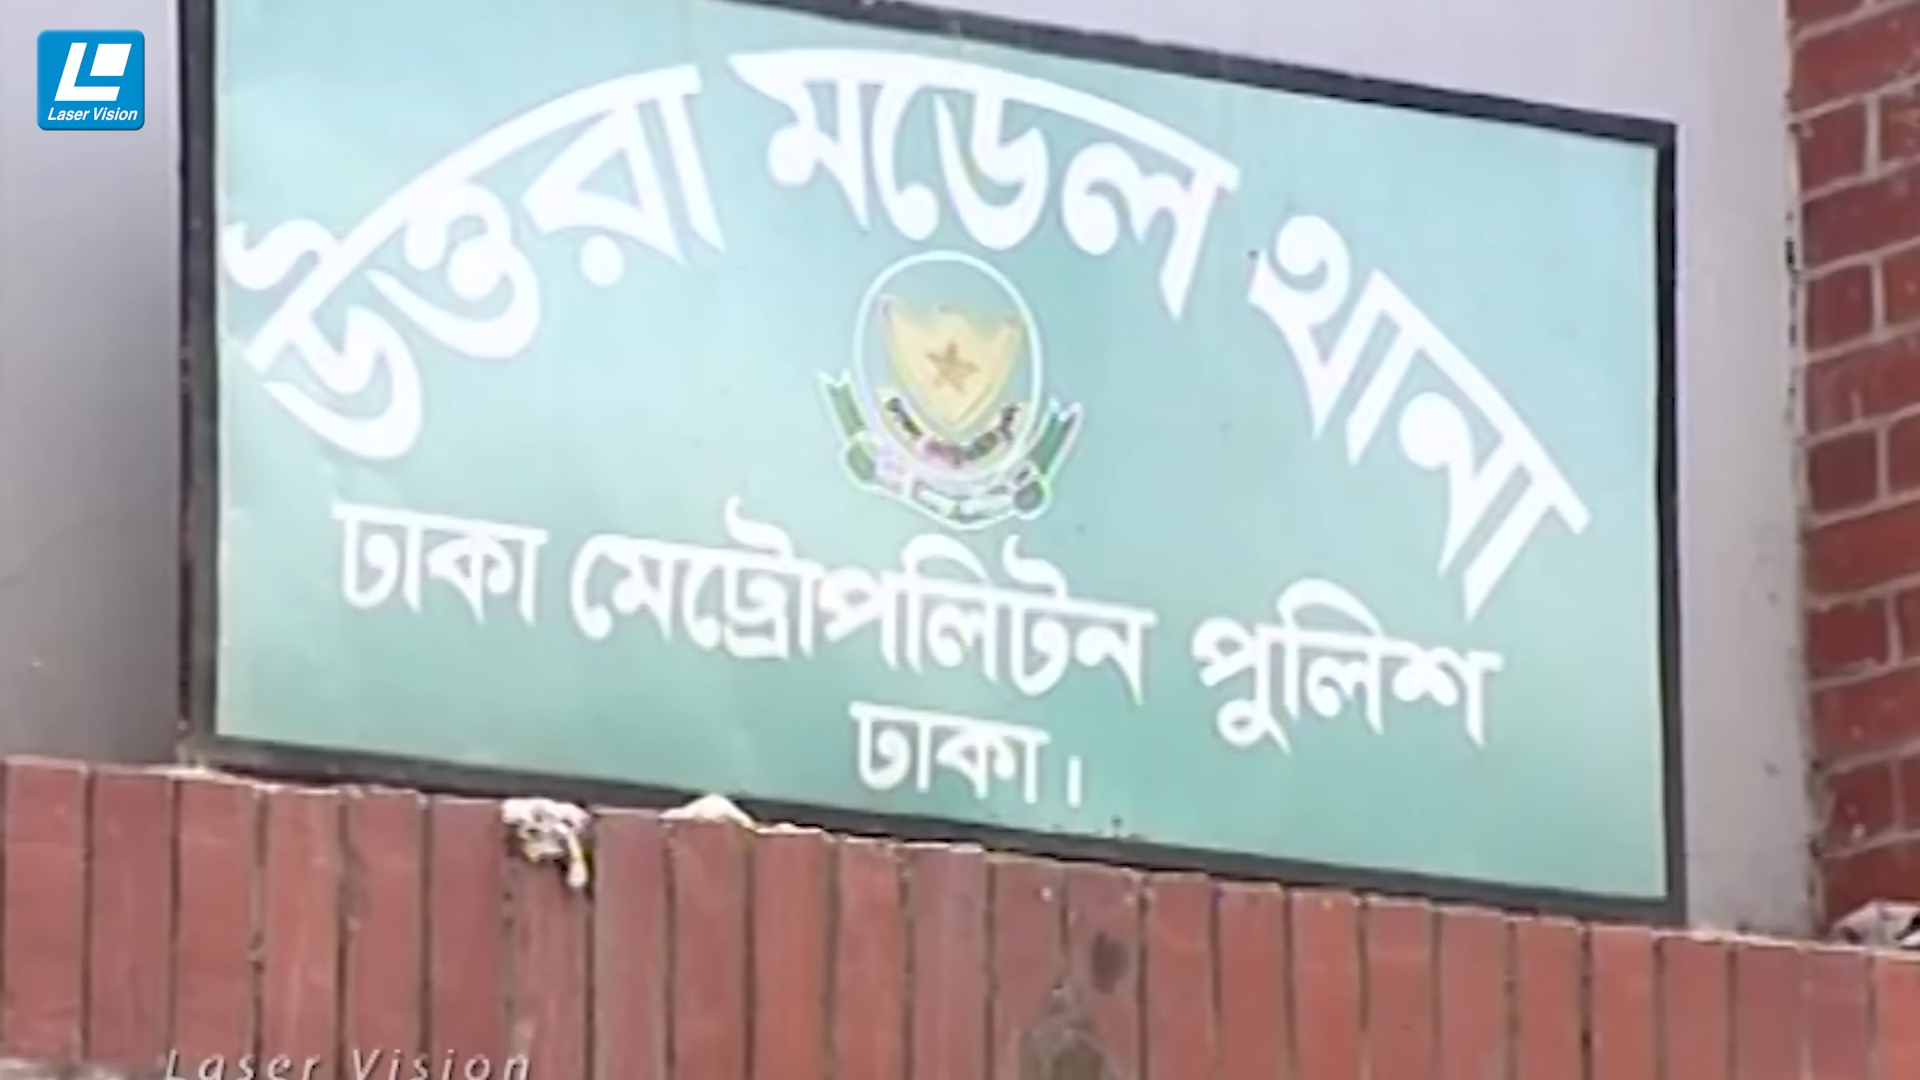 Laser Vision
উত্তরা মডেল থানা
ঢাকা মেট্রোপলিটন পুলিশ
ঢাকা।
Laser Vision